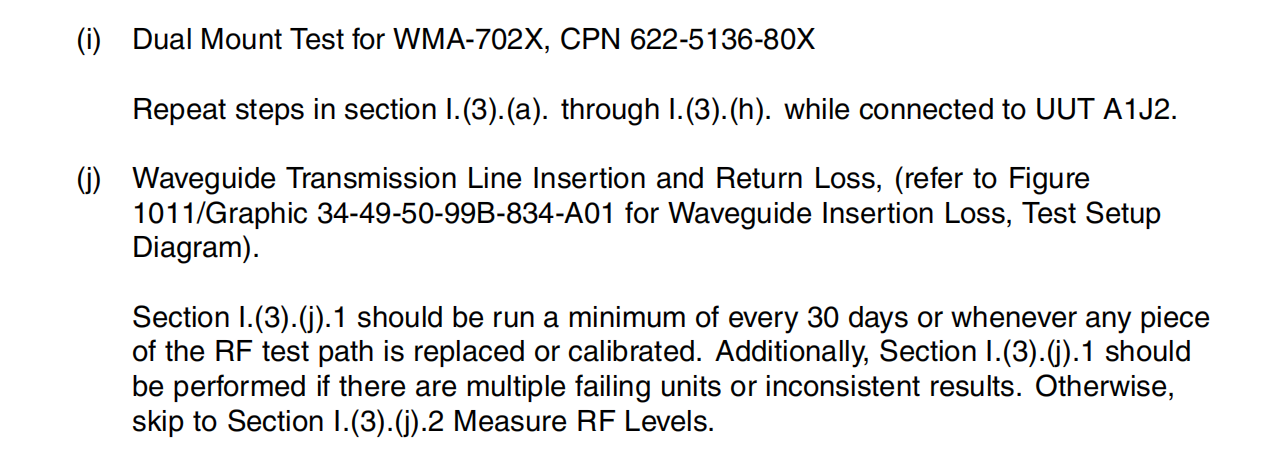 (i) Dual Mount Test for WMA-702X, CPN 622-5136-80X
Repeat steps in section I.(3).(a). through I.(3).(h). while connected to UUT A1J2.
(j) Waveguide Transmission Line Insertion and Return Loss, (refer to Figure
1011/Graphic 34-49-50-99B-834-A01 for Waveguide Insertion Loss, Test Setup
Diagram).
Section I.(3).(j).1 should be run a minimum of every 30 days or whenever any piece
of the RF test path is replaced or calibrated. Additionally, Section I.(3).(j).1 should
be performed if there are multiple failing units or inconsistent results. Otherwise,
skip to Section I.(3).(j).2 Measure RF Levels.